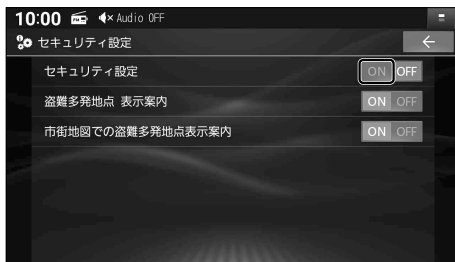 10:00 Audio OFF
セキュリティ設定
セキュリティ設定 ON OFF
盗難多発地点 表示案内 ON OFF
市街地図での盗難多発地点表示案内 ON OFF